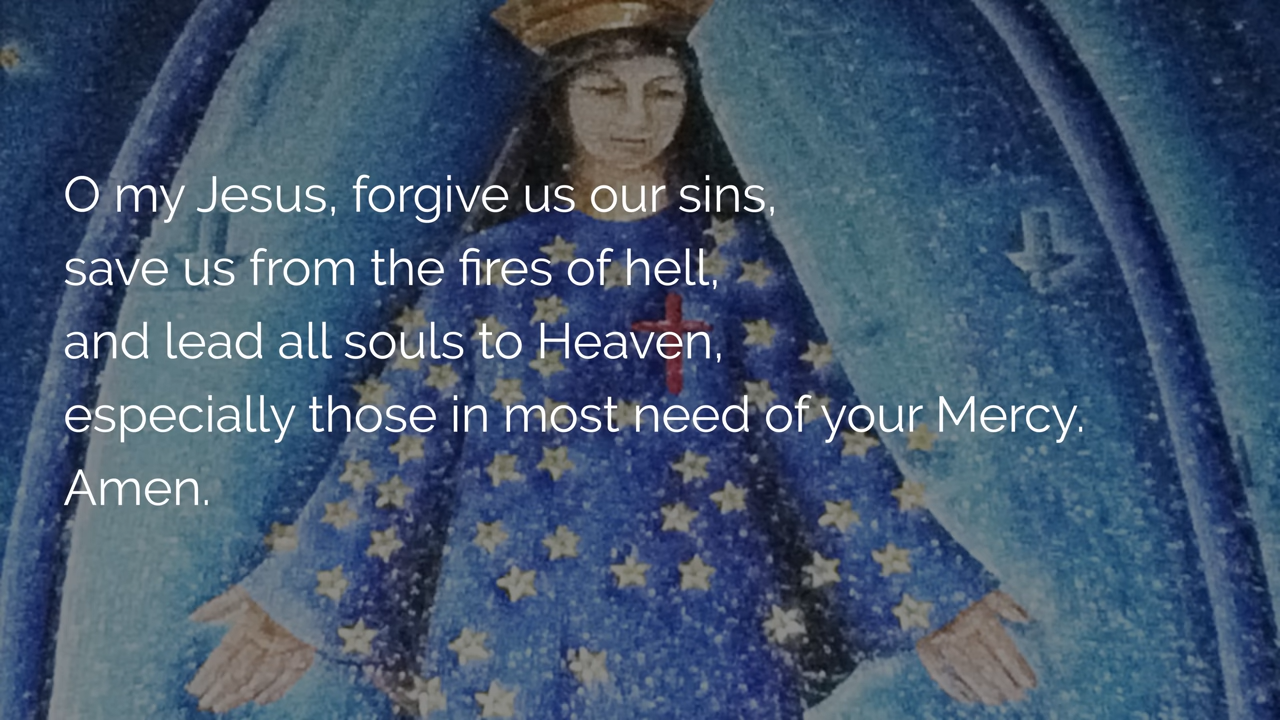 O my Jesus, forgive us our sins,
save us from the fires of hell,
and lead all souls to Heaven,
especially those in most need of your Mercy.
Amen.